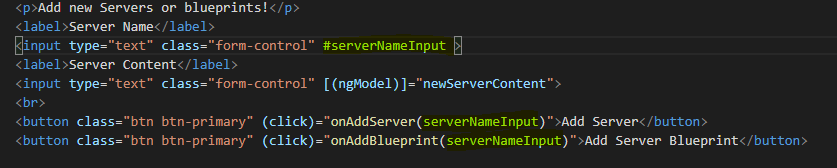 <p>Add new Servers or blueprints!</p>
<label>Server Name</label>
<input type="text" class="form-control" #serverNameInput >
<label>Server Content</label>
<input type="text" class="form-control" [(ngModel)]="newServerContent">
<br>
<button class="btn btn-primary" (click)="onAddServer(serverNameInput)">Add Server</button>
<button class="btn btn-primary" (click)="onAddBlueprint(serverNameInput)">Add Server Blueprint</button>